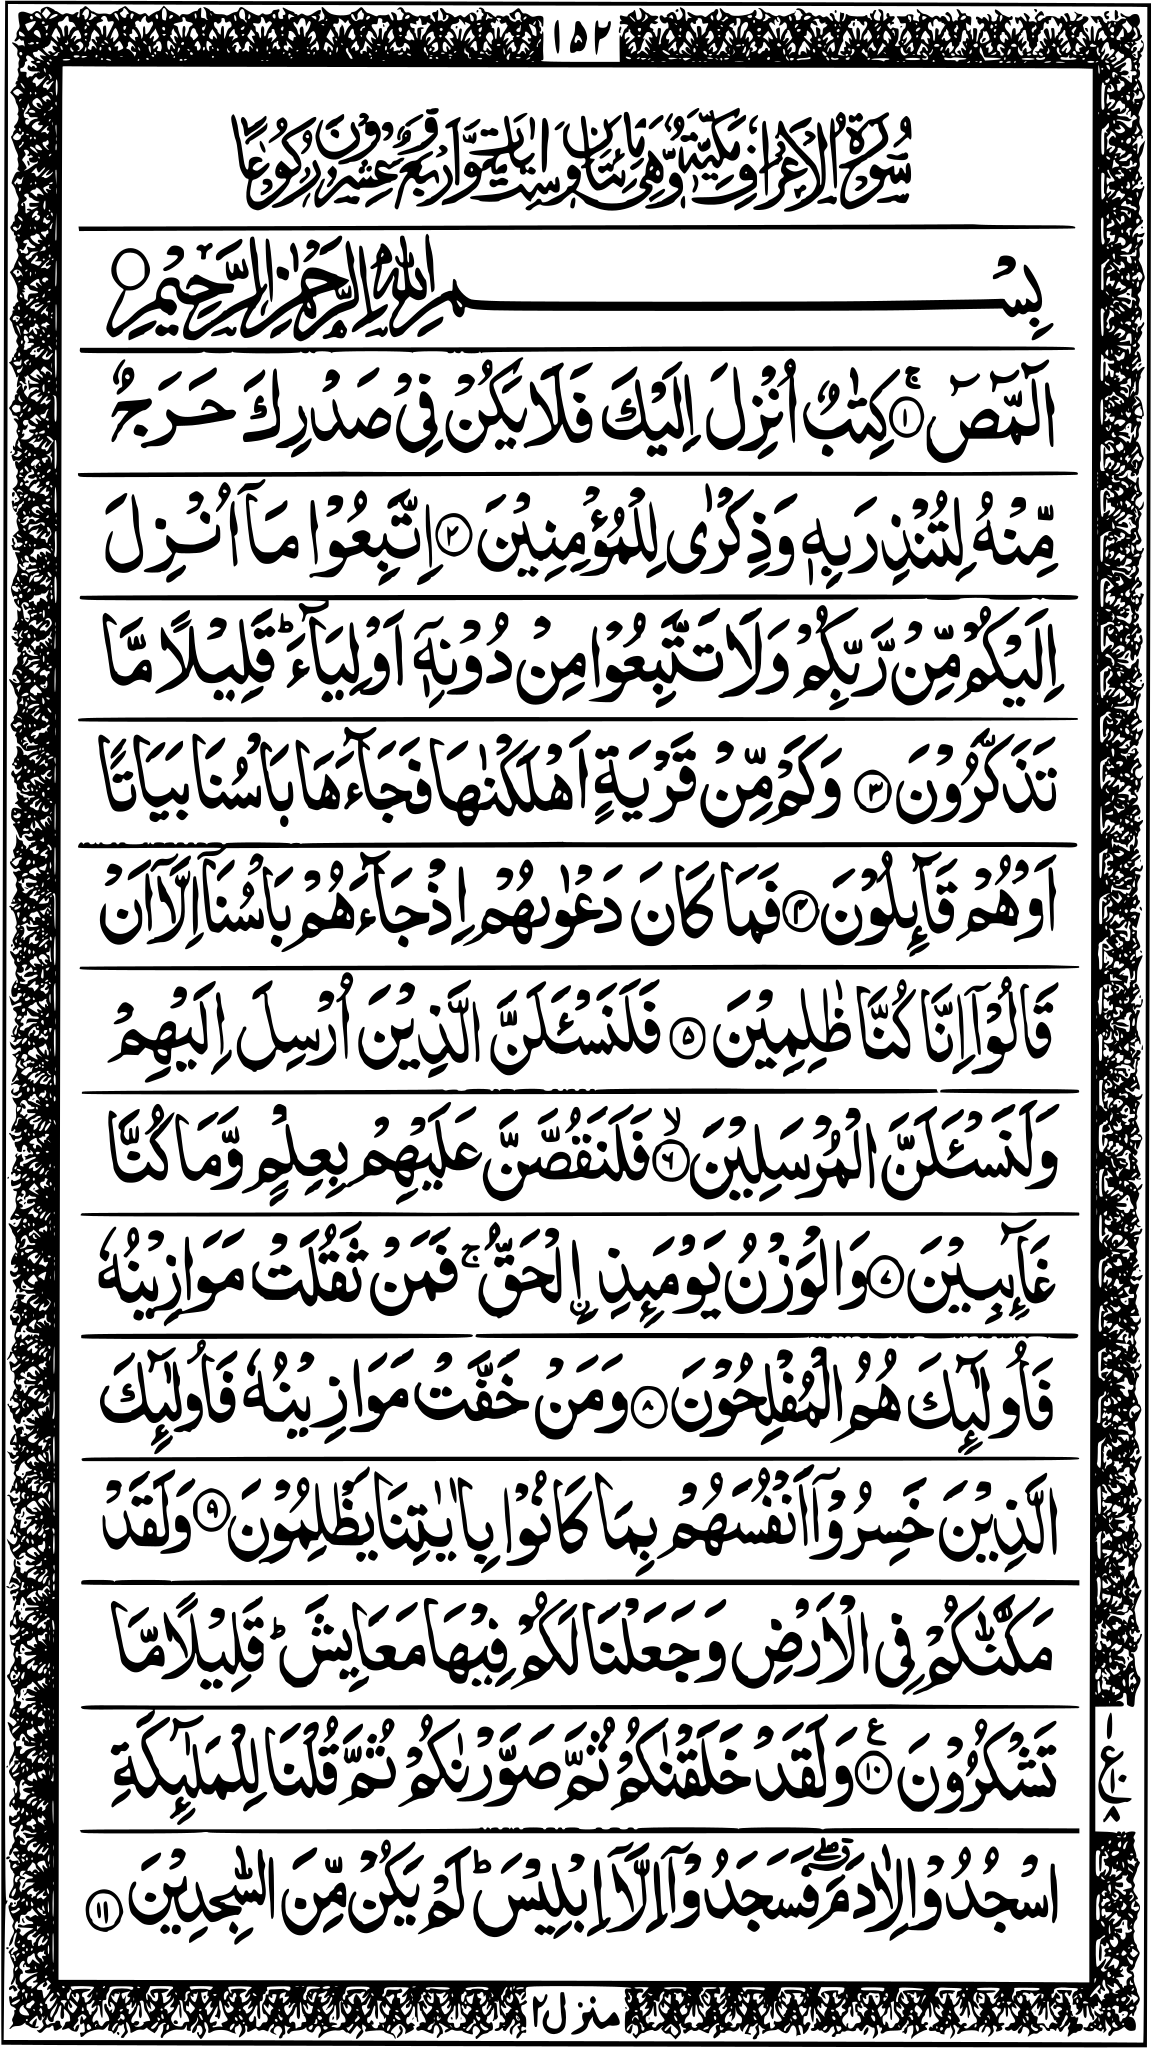 ١٥٢
سُوْرَةُ الْاَعْرَافِ مَكِّيَّةٌ وَّهِىَ مِائَتَانِ وَسِتُّ اٰيَاتٍ وَّاَرْبَعٌ وَّعِشْرُوْنَ رُكُوْعًا
بِسْمِ اللّٰهِ الرَّحْمٰنِ الرَّحِيْمِ
الٓمّٓصٓ ۚ﴿١﴾ كِتٰبٌ اُنْزِلَ اِلَيْكَ فَلَا يَكُنْ فِىْ صَدْرِكَ حَرَجٌ
مِّنْهُ لِتُنْذِرَ بِهٖ وَذِكْرٰى لِلْمُؤْمِنِيْنَ ﴿٢﴾ اِتَّبِعُوْا مَاۤ اُنْزِلَ
اِلَيْكُمْ مِّنْ رَّبِّكُمْ وَلَا تَتَّبِعُوْا مِنْ دُوْنِهٖۤ اَوْلِيَآءَ ؕ قَلِيْلًا مَّا
تَذَكَّرُوْنَ ﴿٣﴾ وَكَمْ مِّنْ قَرْيَةٍ اَهْلَكْنٰهَا فَجَآءَهَا بَاْسُنَا بَيَاتًا
اَوْ هُمْ قَآئِلُوْنَ ﴿٤﴾ فَمَا كَانَ دَعْوٰىهُمْ اِذْ جَآءَهُمْ بَاْسُنَاۤ اِلَّاۤ اَنْ
قَالُوْۤا اِنَّا كُنَّا ظٰلِمِيْنَ ﴿٥﴾ فَلَنَسْـَٔلَنَّ الَّذِيْنَ اُرْسِلَ اِلَيْهِمْ
وَلَنَسْـَٔلَنَّ الْمُرْسَلِيْنَ ۙ﴿٦﴾ فَلَنَقُصَّنَّ عَلَيْهِمْ بِعِلْمٍ وَّمَا كُنَّا
غَآئِبِيْنَ ﴿٧﴾ وَالْوَزْنُ يَوْمَئِذِ ۨالْحَقُّ ۚ فَمَنْ ثَقُلَتْ مَوَازِيْنُهٗ
فَاُولٰٓئِكَ هُمُ الْمُفْلِحُوْنَ ﴿٨﴾ وَمَنْ خَفَّتْ مَوَازِيْنُهٗ فَاُولٰٓئِكَ
الَّذِيْنَ خَسِرُوْۤا اَنْفُسَهُمْ بِمَا كَانُوْا بِاٰيٰتِنَا يَظْلِمُوْنَ ﴿٩﴾ وَلَقَدْ
مَكَّنّٰكُمْ فِى الْاَرْضِ وَجَعَلْنَا لَكُمْ فِيْهَا مَعَايِشَ ؕ قَلِيْلًا مَّا
تَشْكُرُوْنَ ﴿١٠﴾ ع وَلَقَدْ خَلَقْنٰكُمْ ثُمَّ صَوَّرْنٰكُمْ ثُمَّ قُلْنَا لِلْمَلٰٓئِكَةِ
١ ع ١٠ ٨
اسْجُدُوْا لِاٰدَمَ ۖ فَسَجَدُوْۤا اِلَّاۤ اِبْلِيْسَ ؕ لَمْ يَكُنْ مِّنَ السّٰجِدِيْنَ ﴿١١﴾
منزل ٢